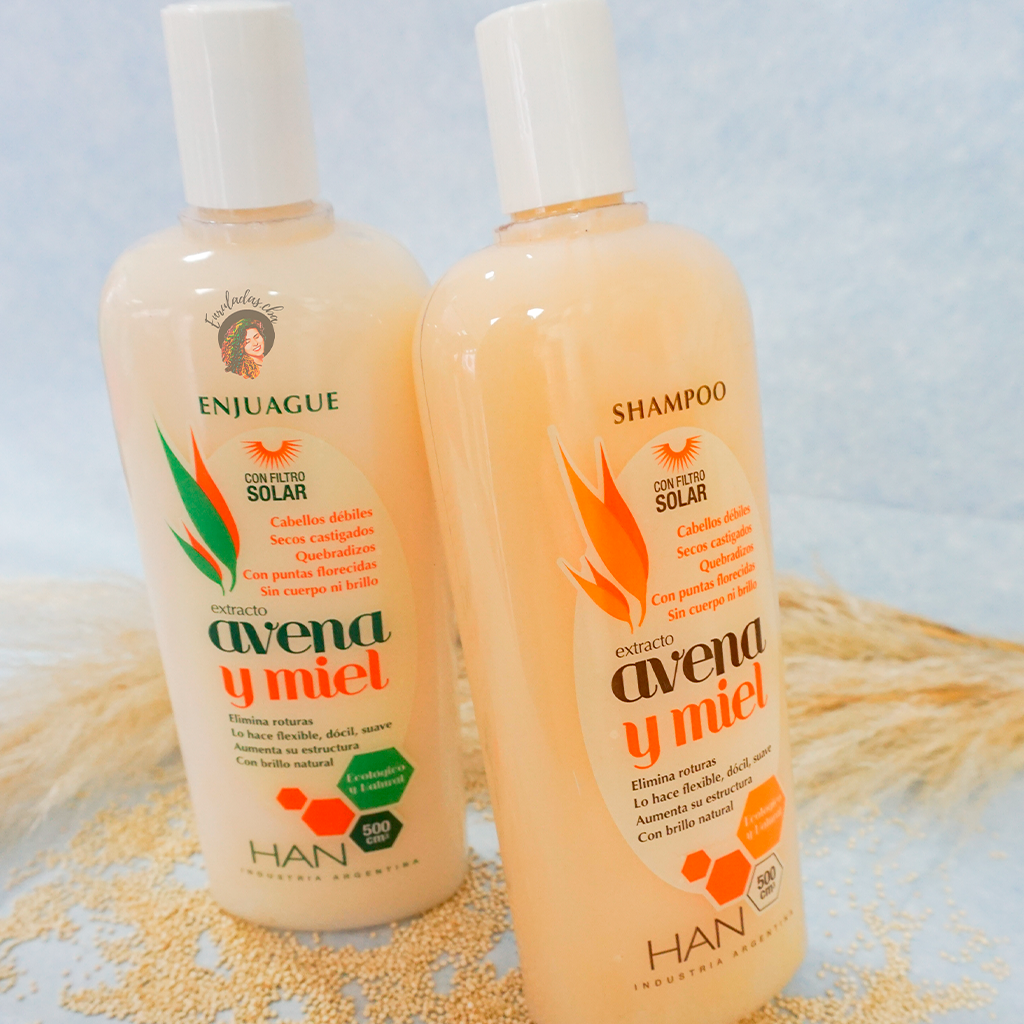 Enruladas.cba
ENJUAGUE
CON FILTRO
SOLAR
Cabellos débiles
Secos castigados
Quebradizos
Con puntas florecidas
Sin cuerpo ni brillo
extracto
avena
y miel
Elimina roturas
Lo hace flexible, dócil, suave
Aumenta su estructura
Con brillo natural
Ecológico
y Natural
500
cm³
HAN
INDUSTRIA ARGENTINA
SHAMPOO
CON FILTRO
SOLAR
Cabellos débiles
Secos castigados
Quebradizos
Con puntas florecidas
Sin cuerpo ni brillo
extracto
avena
y miel
Elimina roturas
Lo hace flexible, dócil, suave
Aumenta su estructura
Con brillo natural
Ecológico
y Natural
500
cm³
HAN
INDUSTRIA ARGENTINA